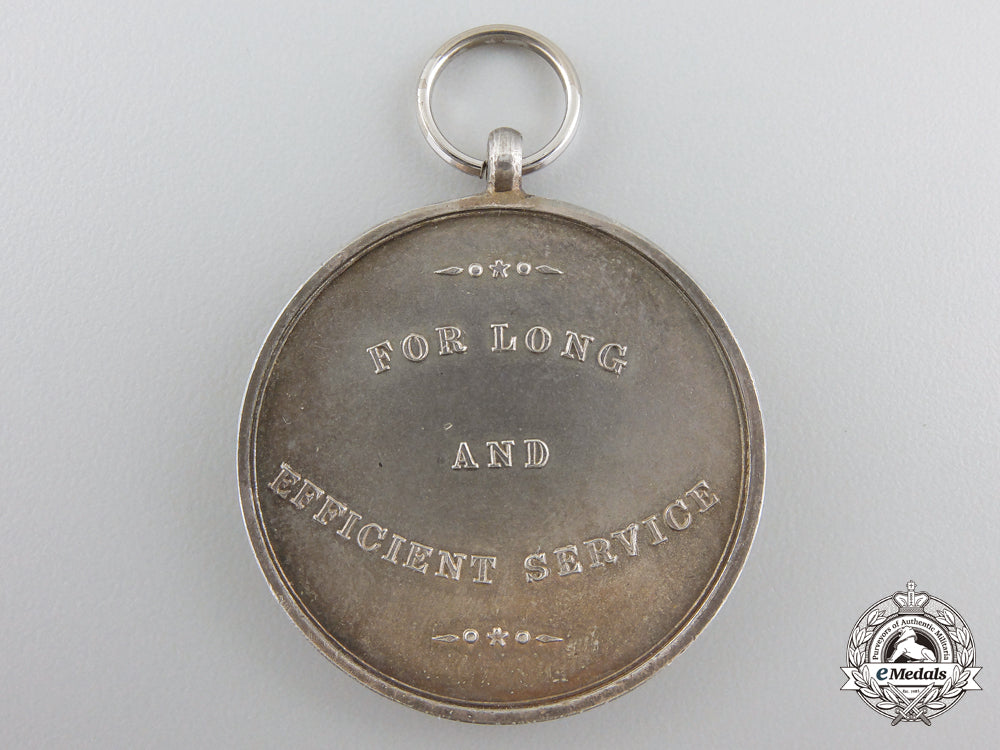 FOR LONG
AND
EFFICIENT SERVICE
Purveyors of Authentic Militaria
eMedals